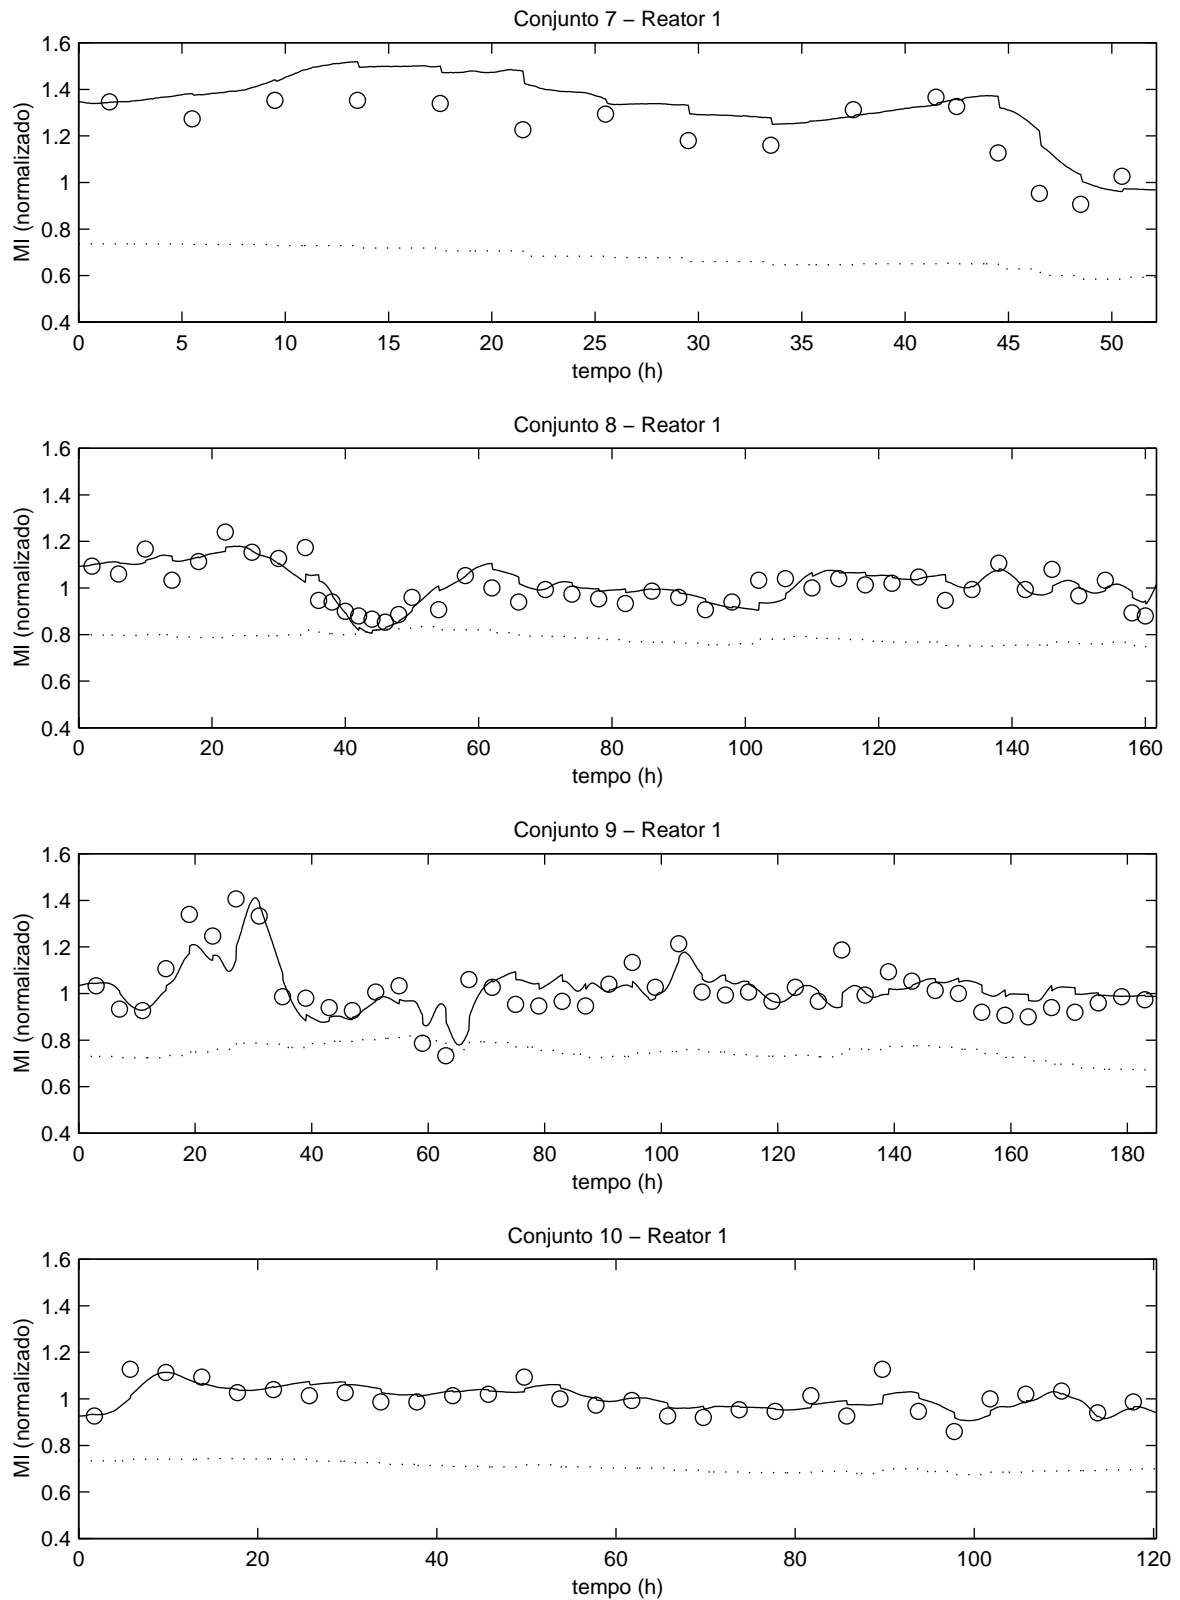 Conjunto 7 – Reator 1
1.6
1.4
1.2
1
0.8
0.6
0.4
MI (normalizado)
0 5 10 15 20 25 30 35 40 45 50
tempo (h)
Conjunto 8 – Reator 1
1.6
1.4
1.2
1
0.8
0.6
0.4
MI (normalizado)
0 20 40 60 80 100 120 140 160
tempo (h)
Conjunto 9 – Reator 1
1.6
1.4
1.2
1
0.8
0.6
0.4
MI (normalizado)
0 20 40 60 80 100 120 140 160 180
tempo (h)
Conjunto 10 – Reator 1
1.6
1.4
1.2
1
0.8
0.6
0.4
MI (normalizado)
0 20 40 60 80 100 120
tempo (h)